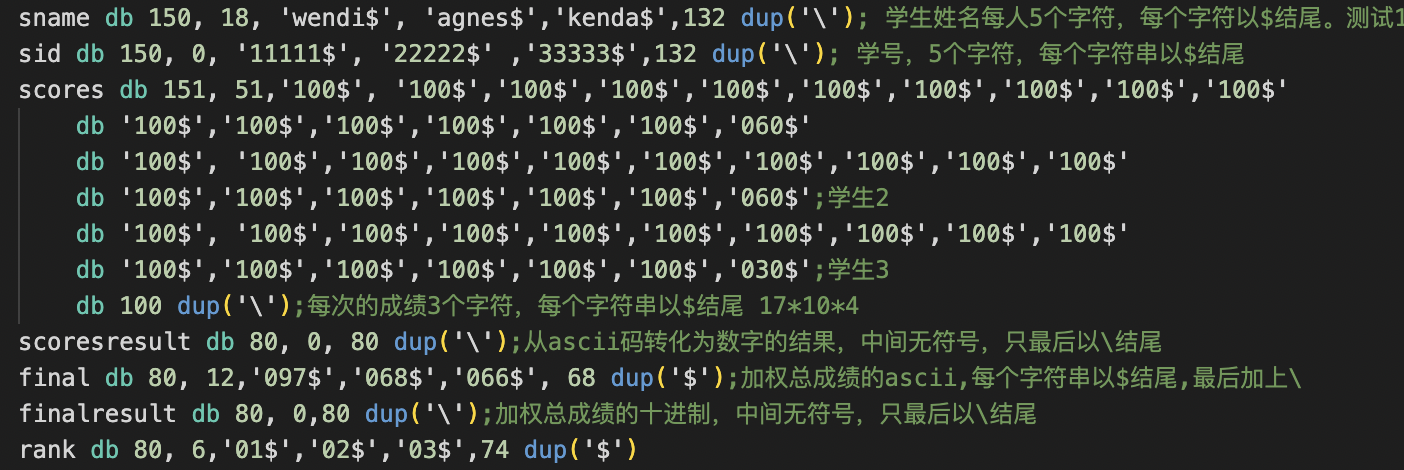 sname db 150, 18, 'wendi$', 'agnes$','kenda$',132 dup('\'); 学生姓名每人5个字符，每个字符以$结尾。测试1
sid db 150, 0, '11111$', '22222$' ,'33333$',132 dup('\'); 学号，5个字符，每个字符串以$结尾
scores db 151, 51,'100$', '100$','100$','100$','100$','100$','100$','100$','100$','100$'
db '100$','100$','100$','100$','100$','100$','060$'
db '100$', '100$','100$','100$','100$','100$','100$','100$','100$','100$'
db '100$','100$','100$','100$','100$','100$','060$';学生2
db '100$', '100$','100$','100$','100$','100$','100$','100$','100$','100$'
db '100$','100$','100$','100$','100$','100$','030$';学生3
db 100 dup('\');每次的成绩3个字符，每个字符串以$结尾 17*10*4
scoresresult db 80, 0, 80 dup('\');从ascii码转化为数字的结果，中间无符号，只最后以\结尾
final db 80, 12,'097$','068$','066$', 68 dup('$');加权总成绩的ascii,每个字符串以$结尾,最后加上\
finalresult db 80, 0,80 dup('\');加权总成绩的十进制，中间无符号，只最后以\结尾
rank db 80, 6,'01$','02$','03$',74 dup('$')